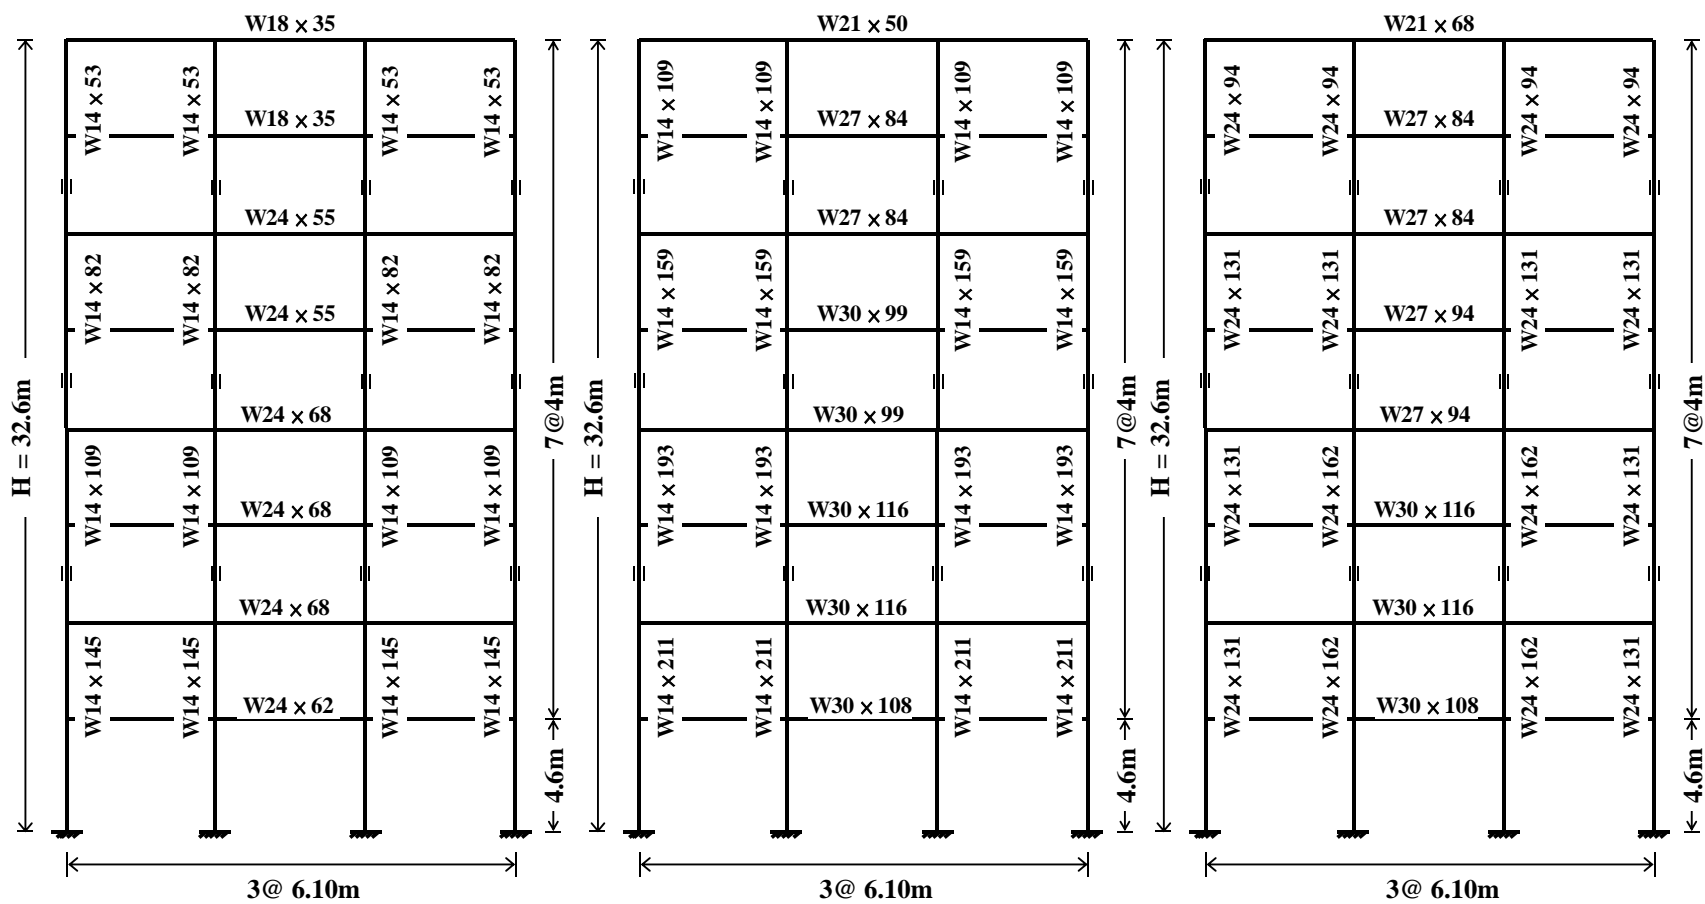 W18 × 35
W14 × 53
W14 × 53
W14 × 53
W14 × 53
W18 × 35
W24 × 55
W14 × 82
W14 × 82
W14 × 82
W14 × 82
W24 × 55
W24 × 68
W14 × 109
W14 × 109
W14 × 109
W14 × 109
W24 × 68
W24 × 68
W14 × 145
W14 × 145
W14 × 145
W14 × 145
W24 × 62
H = 32.6m
7@4m
4.6m
3@ 6.10m
W21 × 50
W14 × 109
W14 × 109
W14 × 109
W14 × 109
W27 × 84
W27 × 84
W14 × 159
W14 × 159
W14 × 159
W14 × 159
W30 × 99
W30 × 99
W14 × 193
W14 × 193
W14 × 193
W14 × 193
W30 × 116
W30 × 116
W14 × 211
W14 × 211
W14 × 211
W14 × 211
W30 × 108
H = 32.6m
7@4m
4.6m
3@ 6.10m
W21 × 68
W24 × 94
W24 × 94
W24 × 94
W24 × 94
W27 × 84
W27 × 84
W24 × 131
W24 × 131
W24 × 131
W24 × 131
W27 × 94
W27 × 94
W24 × 131
W24 × 162
W24 × 162
W24 × 131
W30 × 116
W30 × 116
W24 × 131
W24 × 162
W24 × 162
W24 × 131
W30 × 108
H = 32.6m
7@4m
4.6m
3@ 6.10m